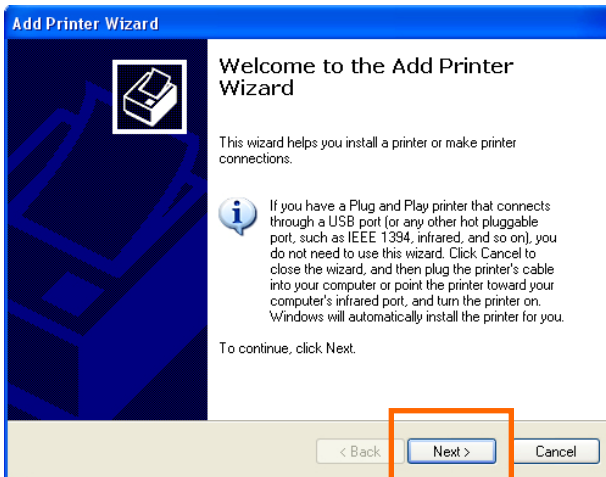 Add Printer Wizard
Welcome to the Add Printer
Wizard
This wizard helps you install a printer or make printer
connections.
If you have a Plug and Play printer that connects
through a USB port (or any other hot pluggable
port, such as IEEE 1394, infrared, and so on), you
do not need to use this wizard. Click Cancel to
close the wizard, and then plug the printer's cable
into your computer or point the printer toward your
computer's infrared port, and turn the printer on.
Windows will automatically install the printer for you.
To continue, click Next.
< Back Next > Cancel